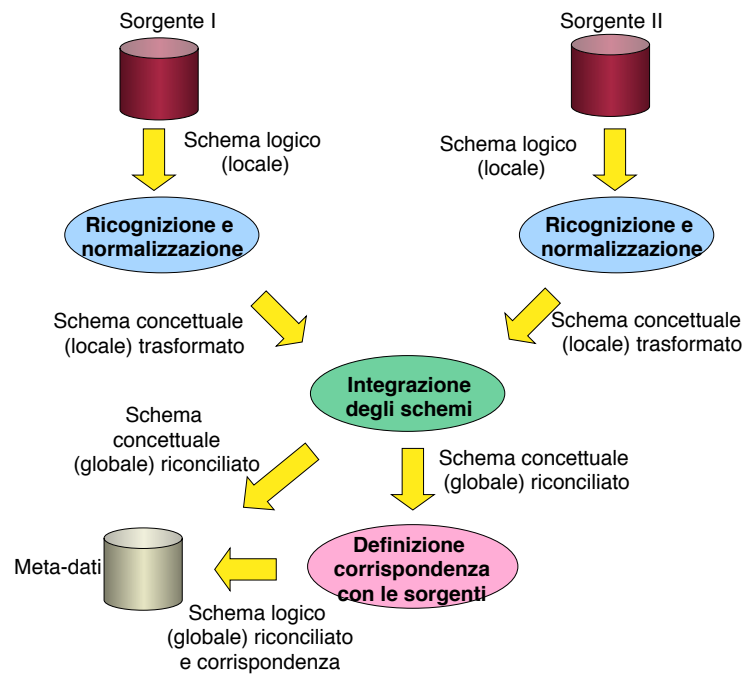 Sorgente I
Sorgente II
Schema logico
(locale)
Schema logico
(locale)
Ricognizione e
normalizzazione
Ricognizione e
normalizzazione
Schema concettuale
(locale) trasformato
Schema concettuale
(locale) trasformato
Integrazione
degli schemi
Schema
concettuale
(globale) riconciliato
Schema concettuale
(globale) riconciliato
Meta-dati
Definizione
corrispondenza
con le sorgenti
Schema logico
(globale) riconciliato
e corrispondenza